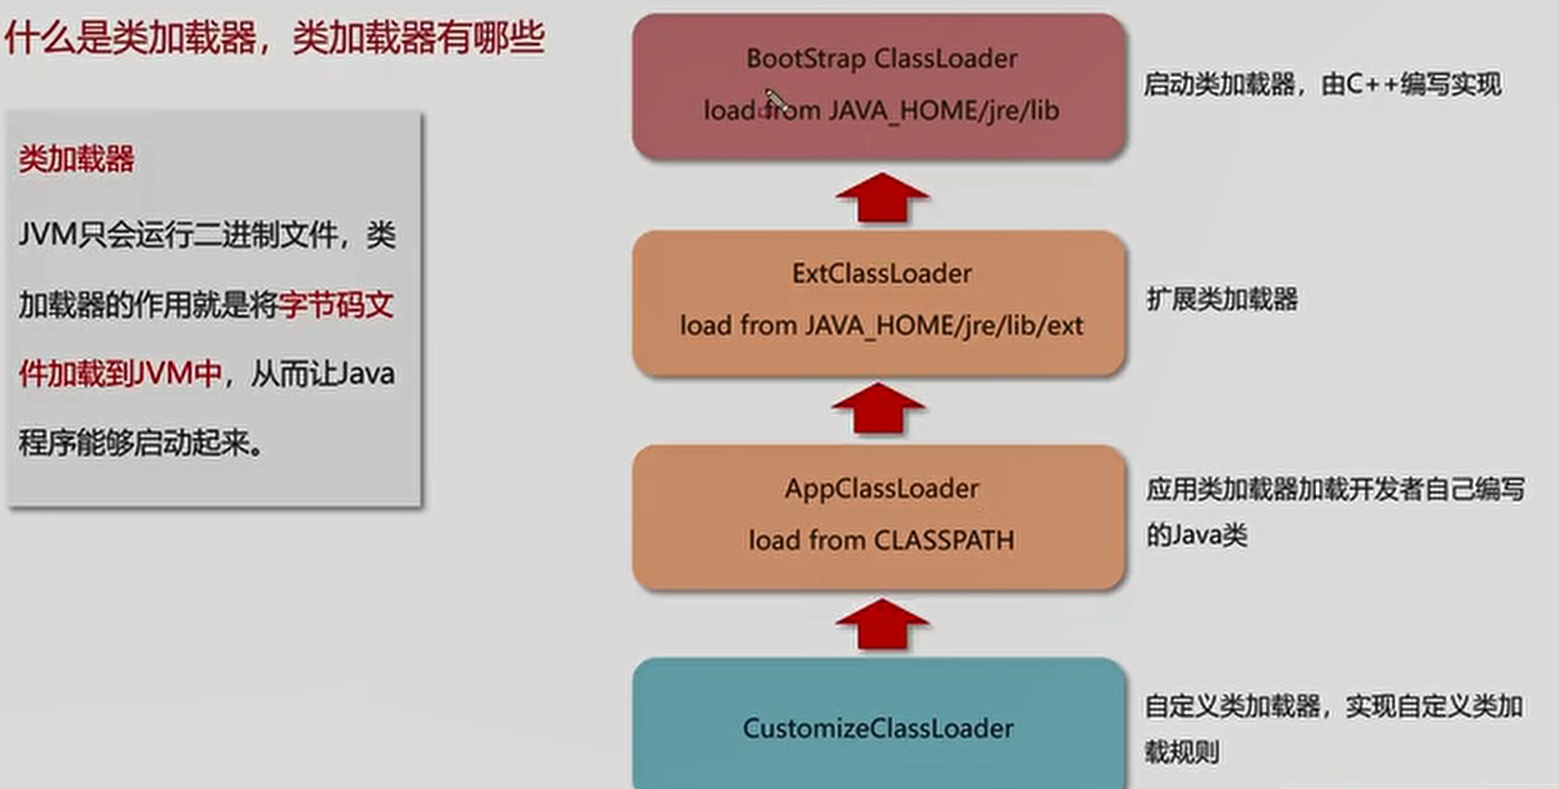 什么是类加载器，类加载器有哪些
类加载器
JVM只会运行二进制文件，类
加载器的作用就是将字节码文
件加载到JVM中，从而让Java
程序能够启动起来。
BootStrap ClassLoader
load from JAVA_HOME/jre/lib
启动类加载器，由C++编写实现
ExtClassLoader
load from JAVA_HOME/jre/lib/ext
扩展类加载器
AppClassLoader
load from CLASSPATH
应用类加载器加载开发者自己编写
的Java类
CustomizeClassLoader
自定义类加载器，实现自定义类加
载规则